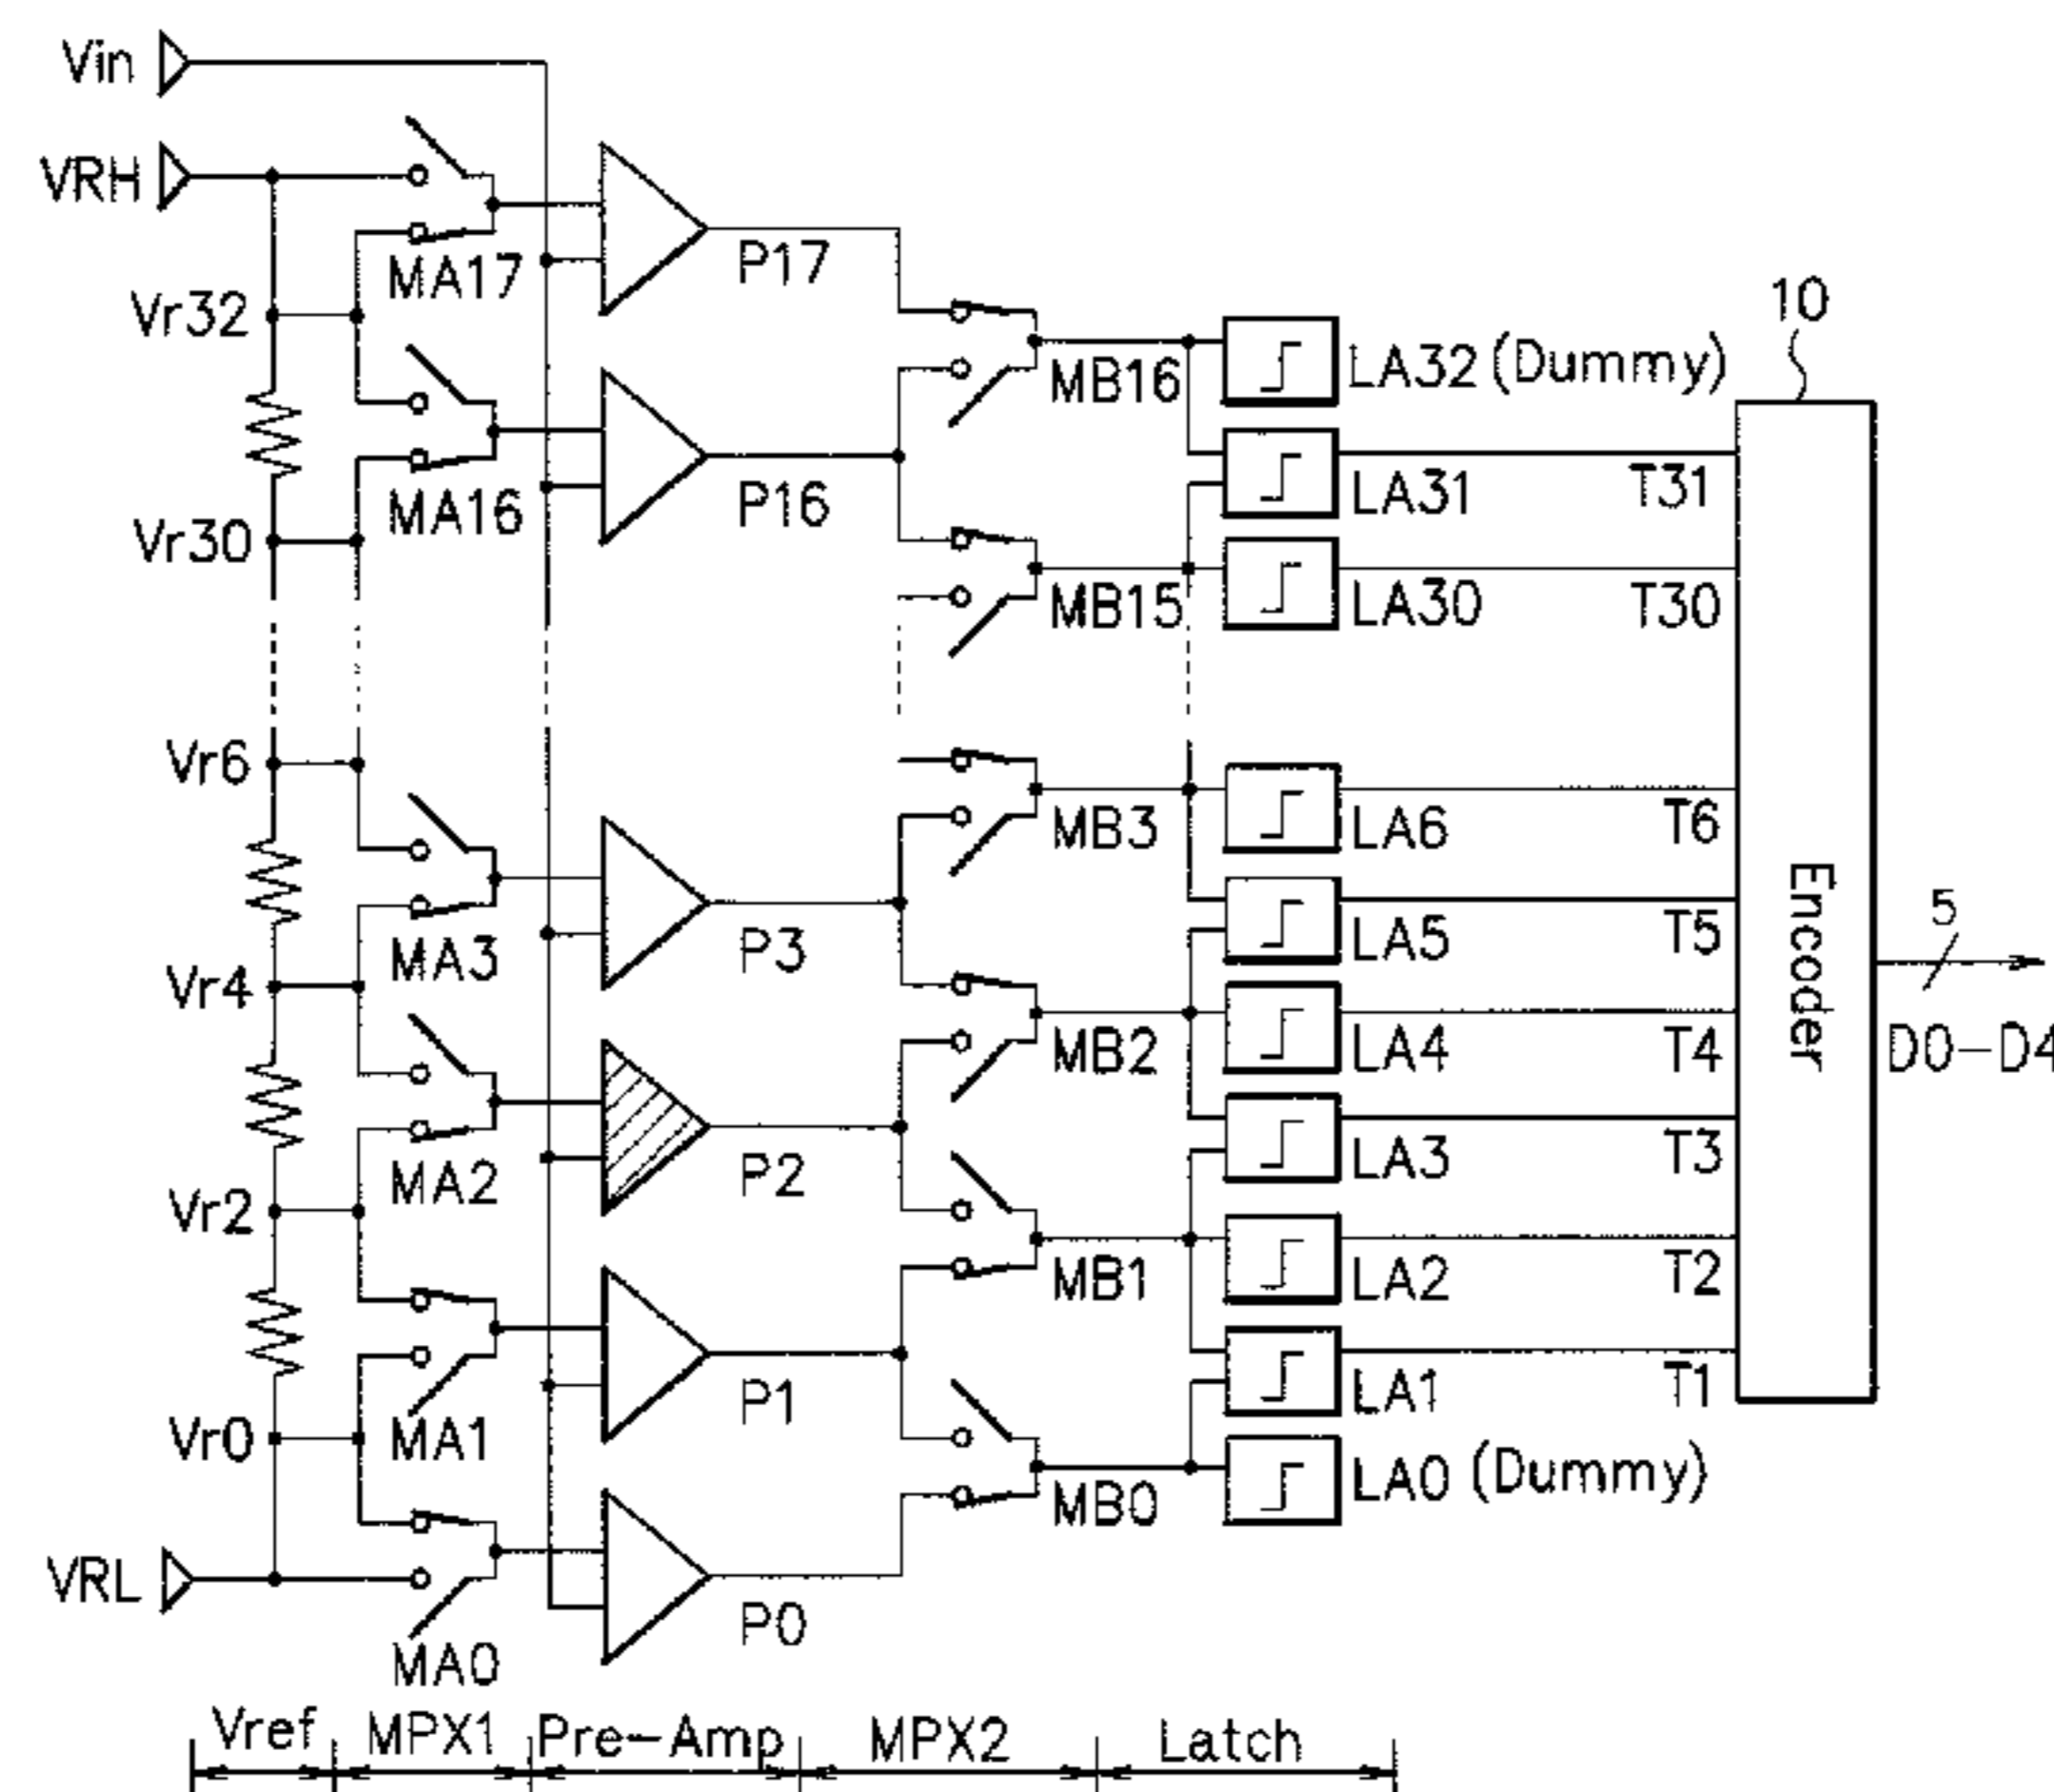 Vin
VRH
MA17
P17
Vr32
10
MB16
LA32 (Dummy)
MA16
P16
LA31
T31
Vr30
MB15
LA30
T30
Vr6
MB3
LA6
T6
MA3
P3
LA5
T5
Encoder
5
Vr4
MB2
LA4
T4
D0-D4
MA2
P2
LA3
T3
Vr2
MB1
LA2
T2
MA1
P1
LA1
T1
Vr0
MB0
LA0 (Dummy)
VRL
MA0
P0
Vref
MPX1
Pre-Amp
MPX2
Latch